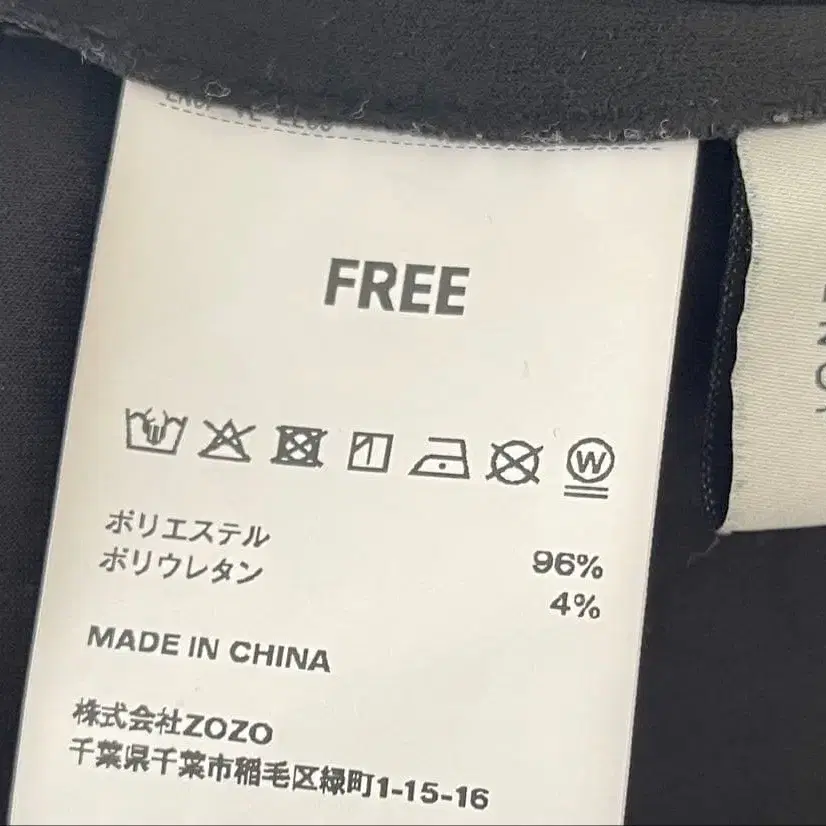 FREE
W
ポリエステル 96%
ポリウレタン 4%
MADE IN CHINA
株式会社ZOZO
千葉県千葉市稲毛区緑町1-15-16